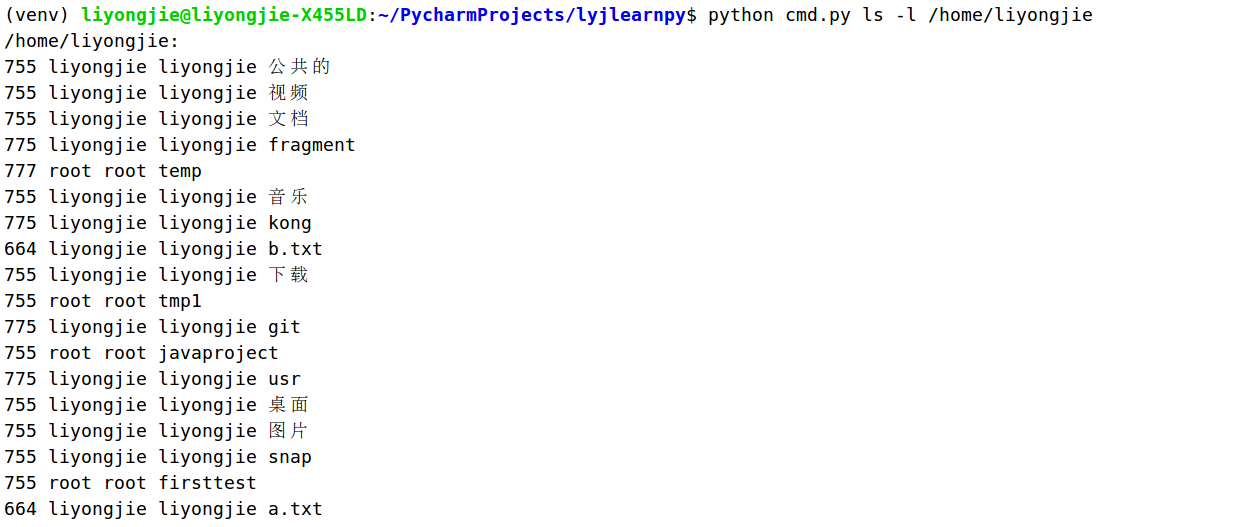 (venv) liyongjie@liyongjie-X455LD:~/PycharmProjects/lyjlearnpy$ python cmd.py ls -l /home/liyongjie
/home/liyongjie:
755 liyongjie liyongjie 公共的
755 liyongjie liyongjie 视频
755 liyongjie liyongjie 文档
775 liyongjie liyongjie fragment
777 root root temp
755 liyongjie liyongjie 音乐
775 liyongjie liyongjie kong
664 liyongjie liyongjie b.txt
755 liyongjie liyongjie 下载
755 root root tmp1
775 liyongjie liyongjie git
755 root root javaproject
775 liyongjie liyongjie usr
755 liyongjie liyongjie 桌面
755 liyongjie liyongjie 图片
755 liyongjie liyongjie snap
755 root root firsttest
664 liyongjie liyongjie a.txt